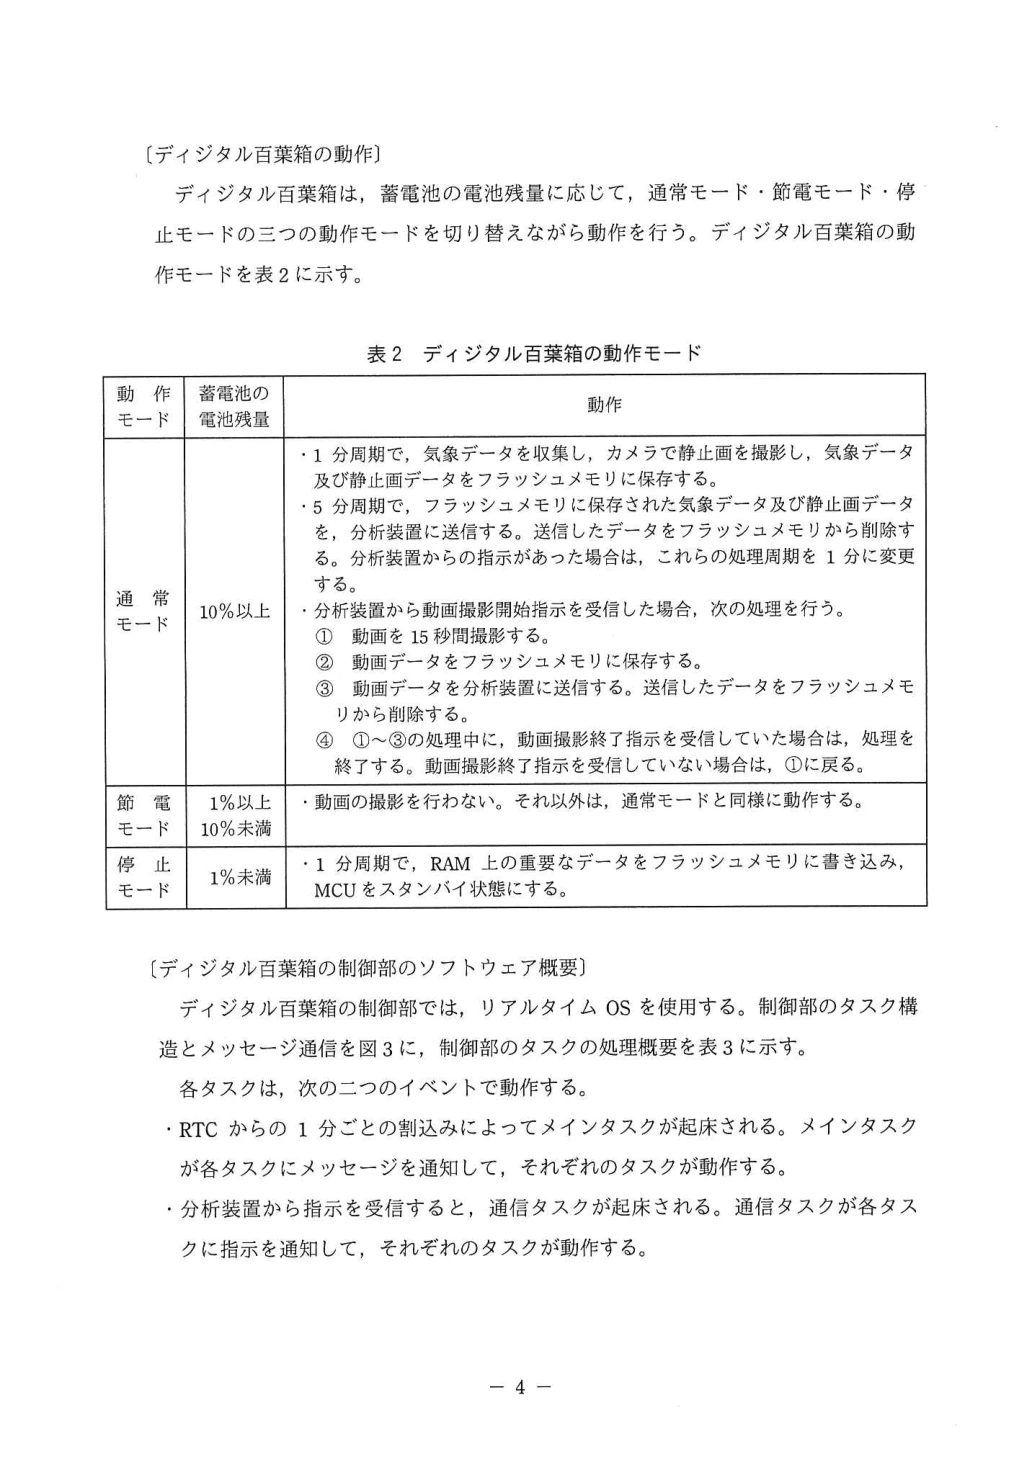 〔ディジタル百葉箱の動作〕
ディジタル百葉箱は，蓄電池の電池残量に応じて，通常モード・節電モード・停
止モードの三つの動作モードを切り替えながら動作を行う。ディジタル百葉箱の動
作モードを表2に示す。
表2　ディジタル百葉箱の動作モード
動　作
モード
蓄電池の
電池残量
動作
通　常
モード
10％以上
・1 分周期で，気象データを収集し，カメラで静止画を撮影し，気象データ
及び静止画データをフラッシュメモリに保存する。
・5 分周期で，フラッシュメモリに保存された気象データ及び静止画データ
を，分析装置に送信する。送信したデータをフラッシュメモリから削除す
る。分析装置からの指示があった場合は，これらの処理周期を 1 分に変更
する。
・分析装置から動画撮影開始指示を受信した場合，次の処理を行う。
①　動画を 15 秒間撮影する。
②　動画データをフラッシュメモリに保存する。
③　動画データを分析装置に送信する。送信したデータをフラッシュメモ
リから削除する。
④　①～③の処理中に，動画撮影終了指示を受信していた場合は，処理を
終了する。動画撮影終了指示を受信していない場合は，①に戻る。
節　電
モード
1％以上
10％未満
・動画の撮影を行わない。それ以外は，通常モードと同様に動作する。
停　止
モード
1％未満
・1 分周期で，RAM 上の重要なデータをフラッシュメモリに書き込み，
MCU をスタンバイ状態にする。
〔ディジタル百葉箱の制御部のソフトウェア概要〕
ディジタル百葉箱の制御部では，リアルタイム OS を使用する。制御部のタスク構
造とメッセージ通信を図3に，制御部のタスクの処理概要を表3に示す。
各タスクは，次の二つのイベントで動作する。
・RTC からの 1 分ごとの割込みによってメインタスクが起床される。メインタスク
が各タスクにメッセージを通知して，それぞれのタスクが動作する。
・分析装置から指示を受信すると，通信タスクが起床される。通信タスクが各タス
クに指示を通知して，それぞれのタスクが動作する。
－ 4 －